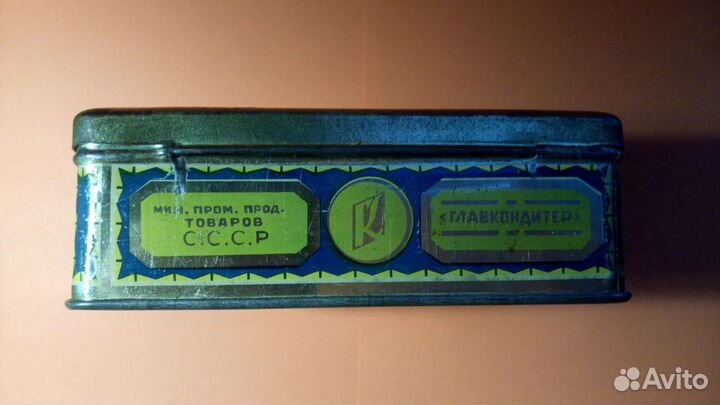 МИН. ПРОМ. ПРОД.
ТОВАРОВ
С.С.С.Р
К
«ГЛАВКОНДИТЕР»
Avito